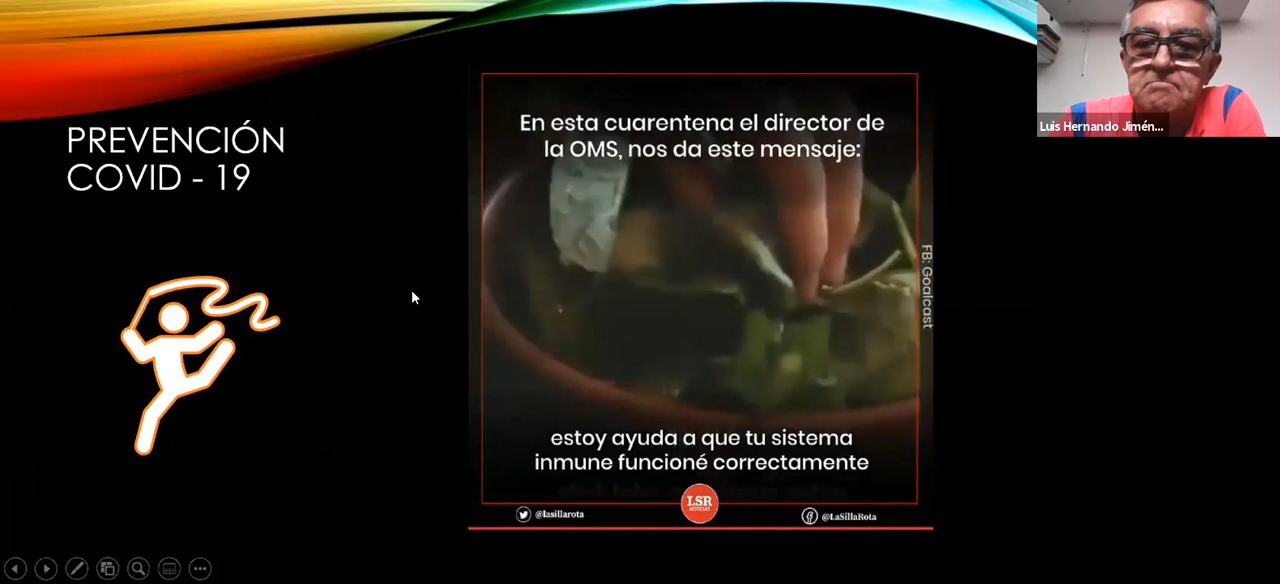 PREVENCIÓN
COVID - 19
En esta cuarentena el director de
la OMS, nos da este mensaje:
FB: Goalcast
estoy ayuda a que tu sistema
inmune funcioné correctamente
LSR
NOTICIAS
@lasillarota
@LaSillaRota
Luis Hernando Jimén...